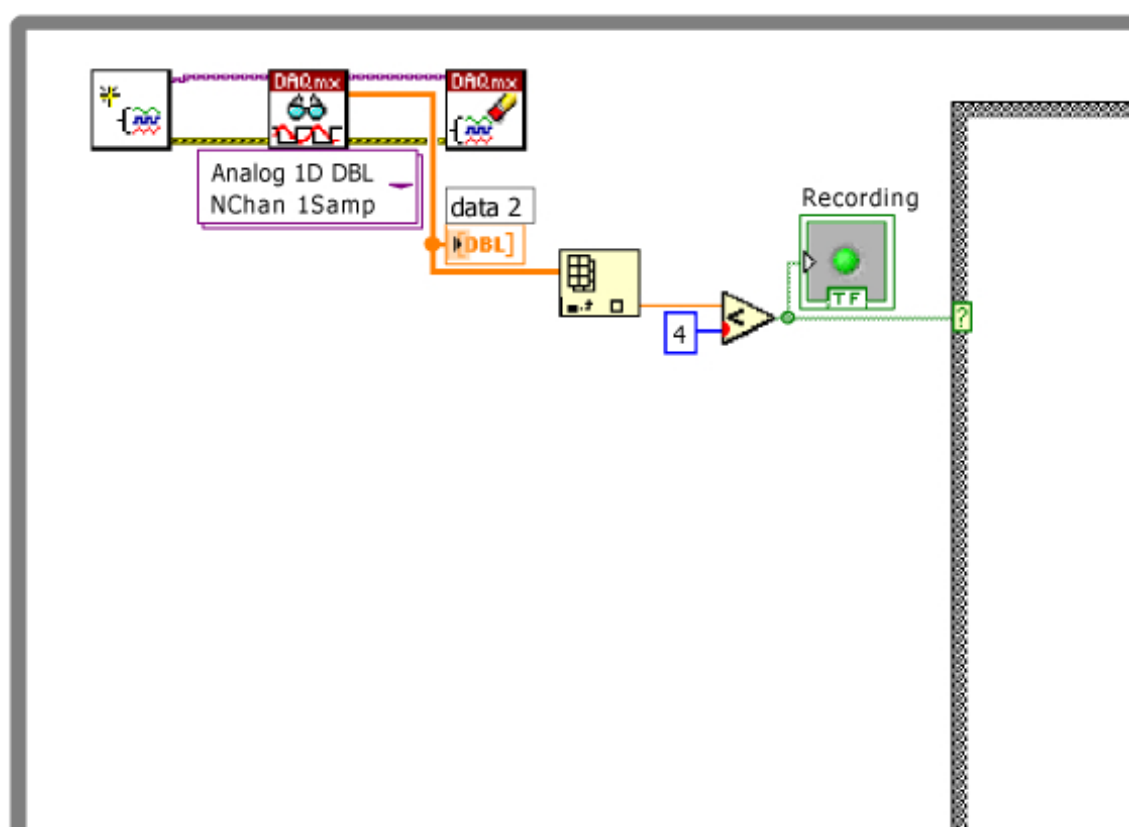 DAQmx
DAQmx
Analog 1D DBL
NChan 1Samp
data 2
DBL
Recording
TF
4
<
?